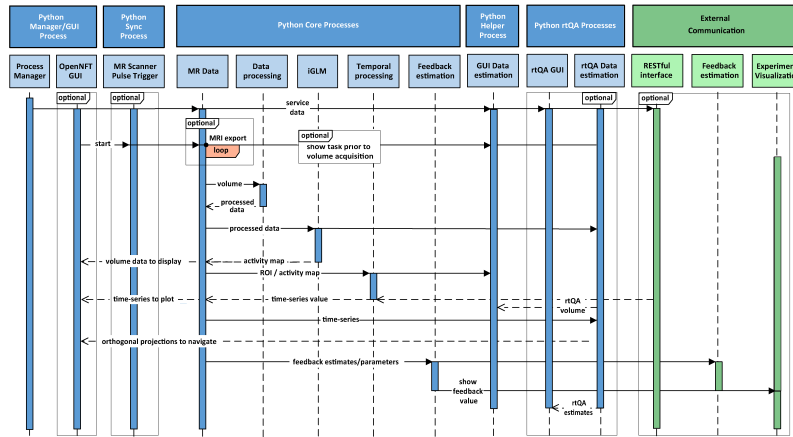 Python
Manager/GUI
Process
Python
Sync
Process
Python Core Processes
Python
Helper
Process
Python rtQA Processes
External
Communication
Process
Manager
OpenNFT
GUI
MR Scanner
Pulse Trigger
MR Data
Data
processing
iGLM
Temporal
processing
Feedback
estimation
GUI Data
estimation
rtQA GUI
rtQA Data
estimation
RESTful
interface
Feedback
estimation
Experiment
Visualization
optional
optional
optional
optional
service
data
optional
MRI export
loop
start
optional
show task prior to
volume acquisition
volume
processed
data
processed data
volume data to display
activity map
ROI / activity map
time-series to plot
time-series value
rtQA
volume
time-series
orthogonal projections to navigate
feedback estimates/parameters
show
feedback
value
rtQA
estimates